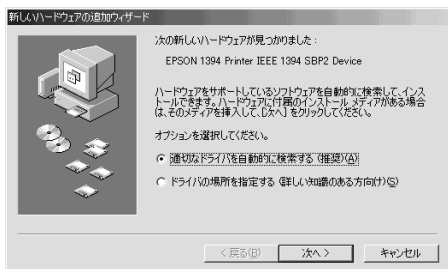 新しいハードウェアの追加ウィザード
次の新しいハードウェアが見つかりました：
EPSON 1394 Printer IEEE 1394 SBP2 Device
ハードウェアをサポートしているソフトウェアを自動的に検索して、インス
トールできます。ハードウェアに付属のインストール メディアがある場合
は、そのメディアを挿入して、[次へ] をクリックしてください。
オプションを選択してください。
適切なドライバを自動的に検索する (推奨)(A)
ドライバの場所を指定する (詳しい知識のある方向け)(S)
< 戻る(B)
次へ >
キャンセル